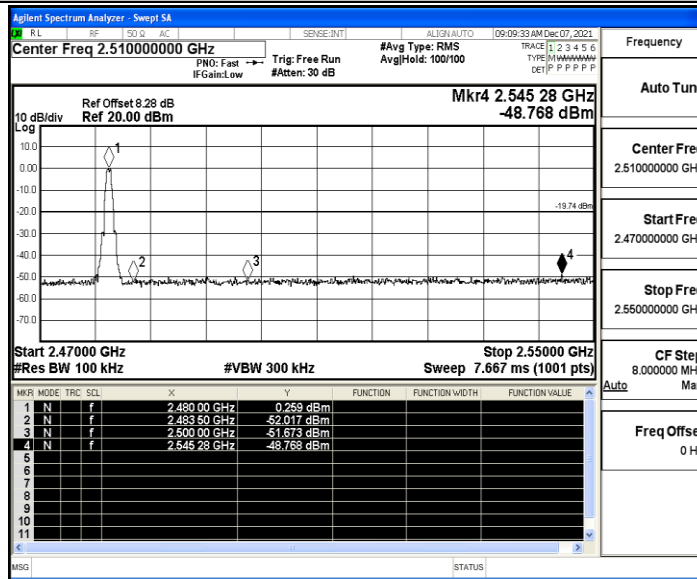 Agilent Spectrum Analyzer - Swept SA
RL RF 50 Ω AC SENSE:INT ALIGN AUTO 09:09:33 AM Dec 07, 2021
Center Freq 2.510000000 GHz
PNO: Fast Trig: Free Run #Avg Type: RMS TRACE 1 2 3 4 5 6
IFGain:Low #Atten: 30 dB Avg|Hold: 100/100 TYPE MWWWWW
DET P P P P P P
Frequency
Auto Tun
Ref Offset 8.28 dB Mkr4 2.545 28 GHz
10 dB/div Ref 20.00 dBm -48.768 dBm
Log
10.0
0.00
-10.0
-20.0
-30.0
-40.0
-50.0
-60.0
-70.0
1
2
3
4
-19.74 dBm
Center Fre
2.510000000 GH
Start Fre
2.470000000 GH
Stop Fre
2.550000000 GH
CF Step
8.000000 MH
Auto Ma
Freq Offse
0 H
Start 2.47000 GHz Stop 2.55000 GHz
#Res BW 100 kHz #VBW 300 kHz Sweep 7.667 ms (1001 pts)
MKR MODE TRC SCL X Y FUNCTION FUNCTION WIDTH FUNCTION VALUE
1 N f 2.480 00 GHz 0.259 dBm
2 N f 2.483 50 GHz -52.017 dBm
3 N f 2.500 00 GHz -51.673 dBm
4 N f 2.545 28 GHz -48.768 dBm
5
6
7
8
9
10
11
MSG STATUS